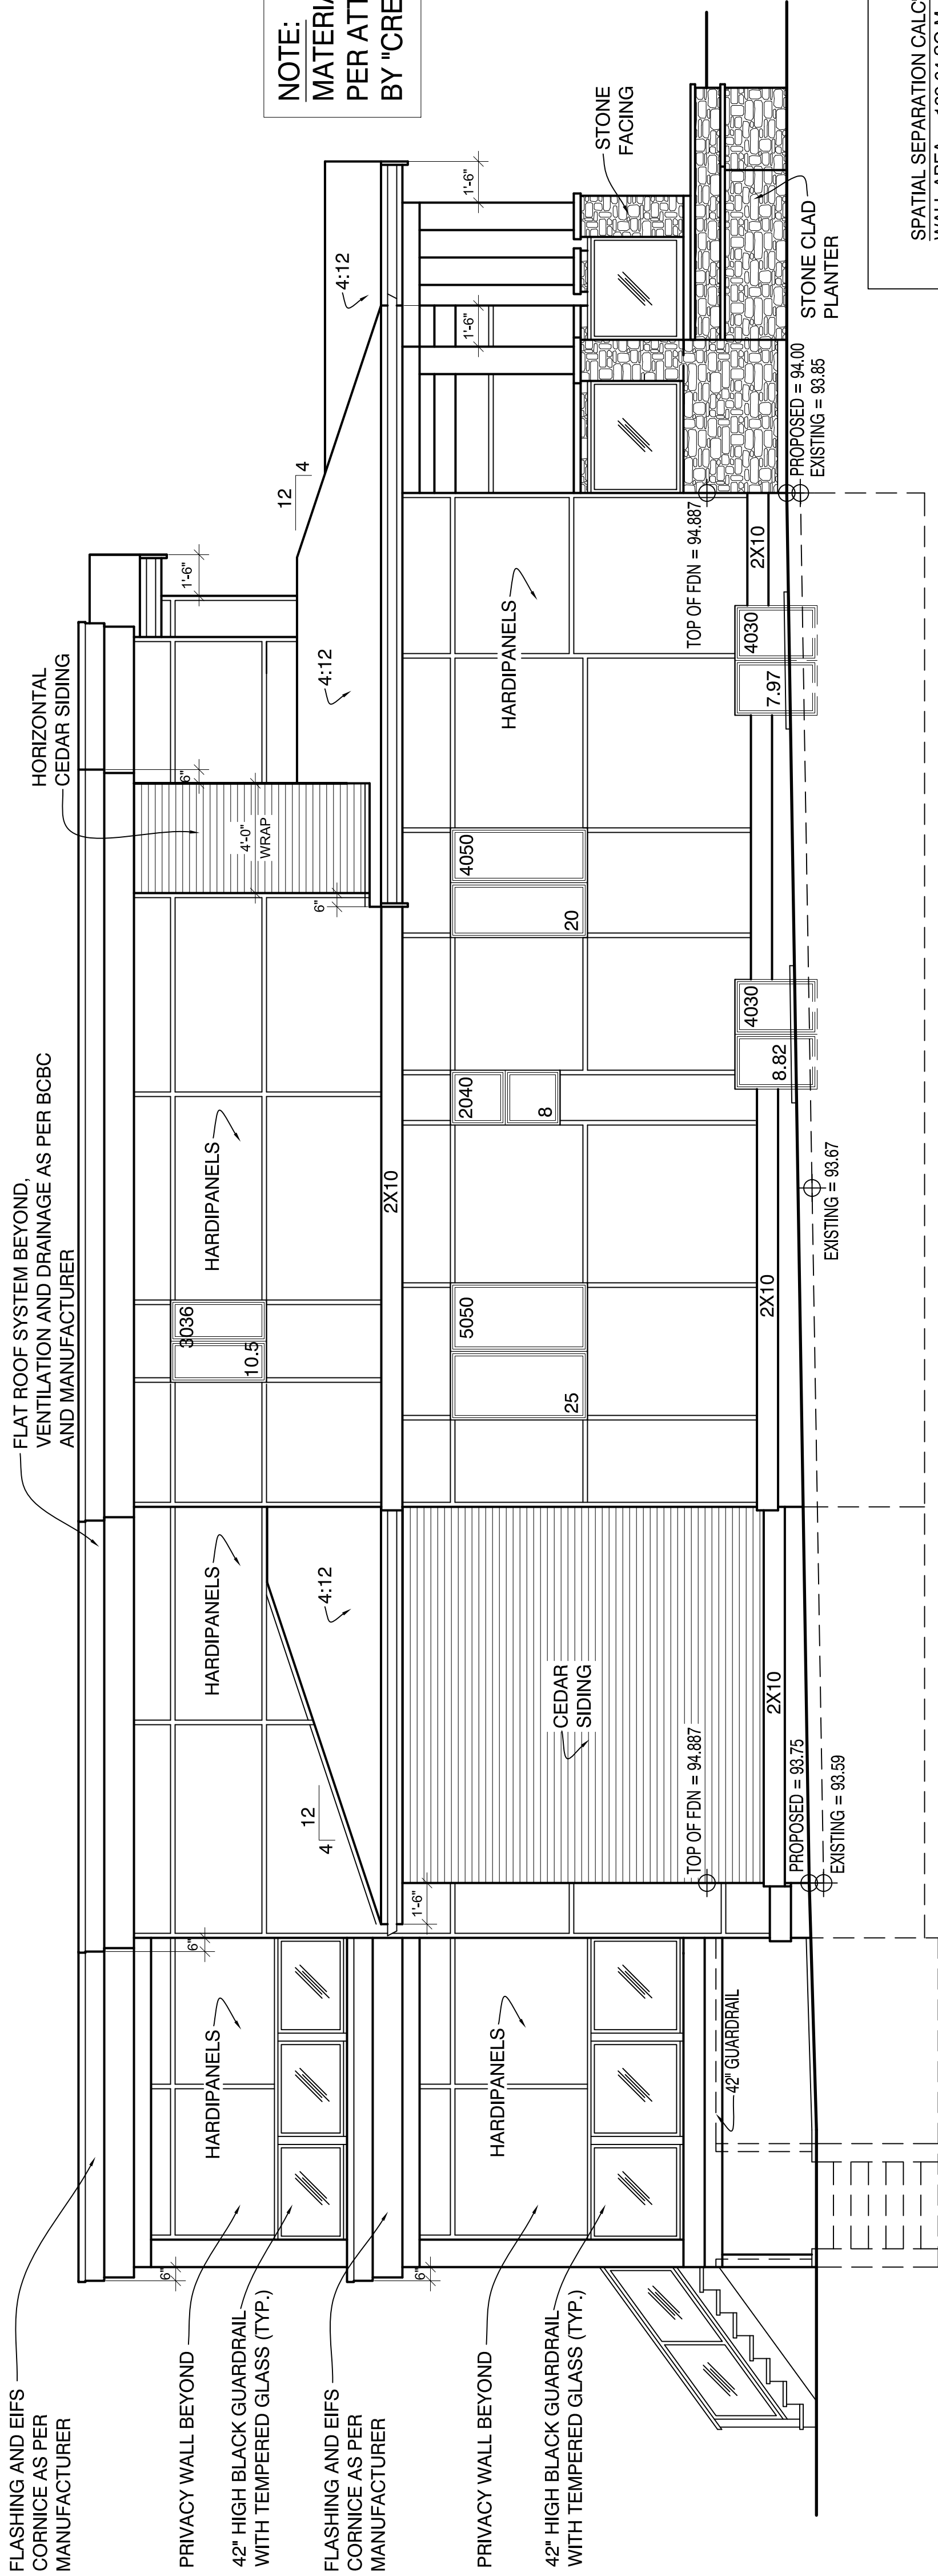 FLASHING AND EIFS
CORNICE AS PER
MANUFACTURER
PRIVACY WALL BEYOND
42" HIGH BLACK GUARDRAIL
WITH TEMPERED GLASS (TYP.)
FLASHING AND EIFS
CORNICE AS PER
MANUFACTURER
PRIVACY WALL BEYOND
42" HIGH BLACK GUARDRAIL
WITH TEMPERED GLASS (TYP.)
FLAT ROOF SYSTEM BEYOND,
VENTILATION AND DRAINAGE AS PER BCBC
AND MANUFACTURER
HORIZONTAL
CEDAR SIDING
NOTE:
MATERIA
PER ATT
BY "CRE
6"
6"
6"
HARDIPANELS
HARDIPANELS
HARDIPANELS
HARDIPANELS
HARDIPANELS
12
4
4:12
1'-6"
3036
10.5
6"
4'-0"
WRAP
6"
1'-6"
4:12
12
4
4:12
1'-6"
1'-6"
2X10
CEDAR
SIDING
5050
25
2040
8
4050
20
STONE
FACING
42" GUARDRAIL
TOP OF FDN = 94.887
PROPOSED = 93.75
EXISTING = 93.59
2X10
2X10
EXISTING = 93.67
4030
8.82
4030
7.97
2X10
TOP OF FDN = 94.887
PROPOSED = 94.00
EXISTING = 93.85
STONE CLAD
PLANTER
SPATIAL SEPARATION CALC'